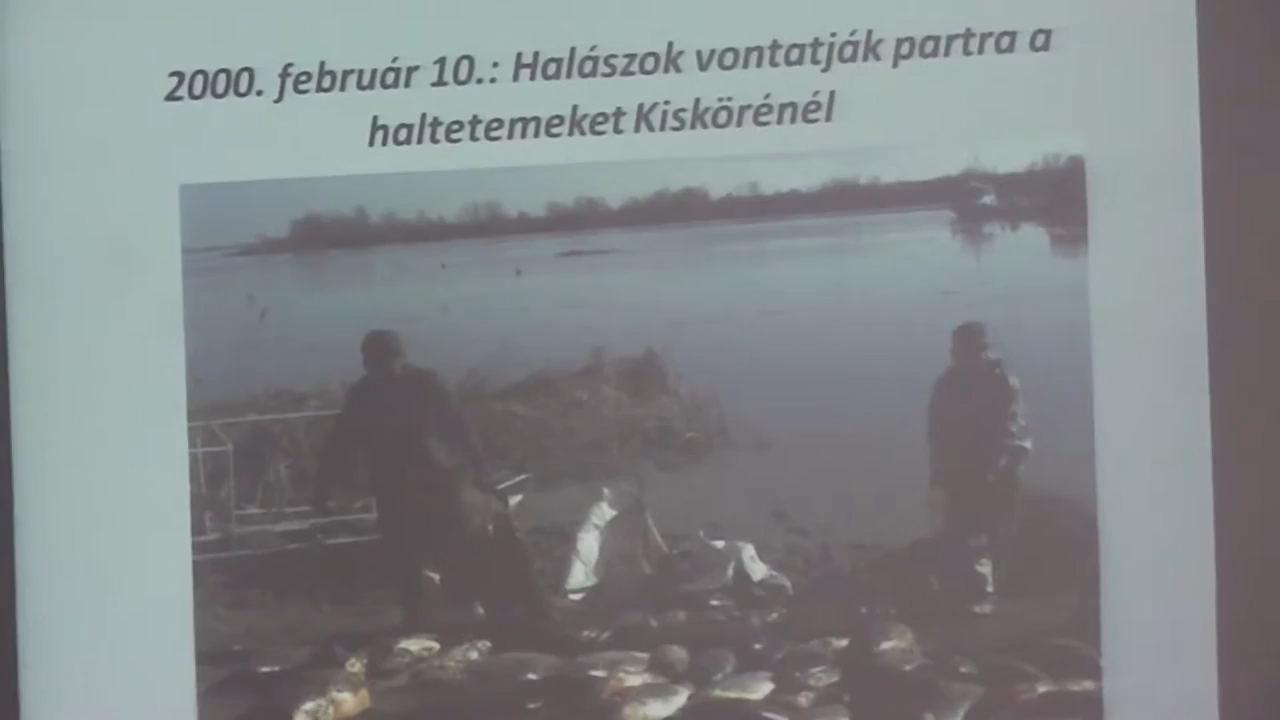 2000. február 10.: Halászok vontatják partra a
haltetemeket Kiskörénél